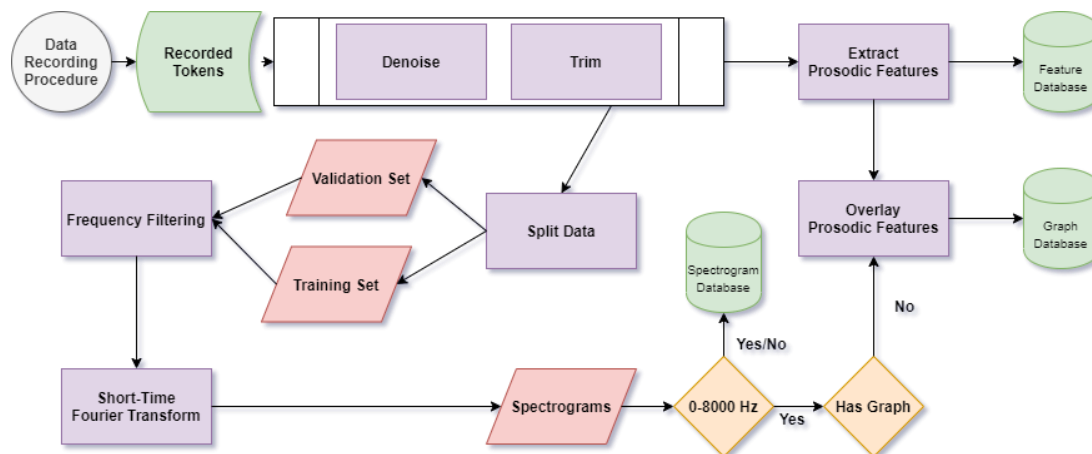 Data
Recording
Procedure
Recorded
Tokens
Denoise
Trim
Extract
Prosodic Features
Feature
Database
Validation Set
Frequency Filtering
Split Data
Training Set
Overlay
Prosodic Features
Graph
Database
Spectrogram
Database
No
Yes/No
Short-Time
Fourier Transform
Spectrograms
0-8000 Hz
Yes
Has Graph